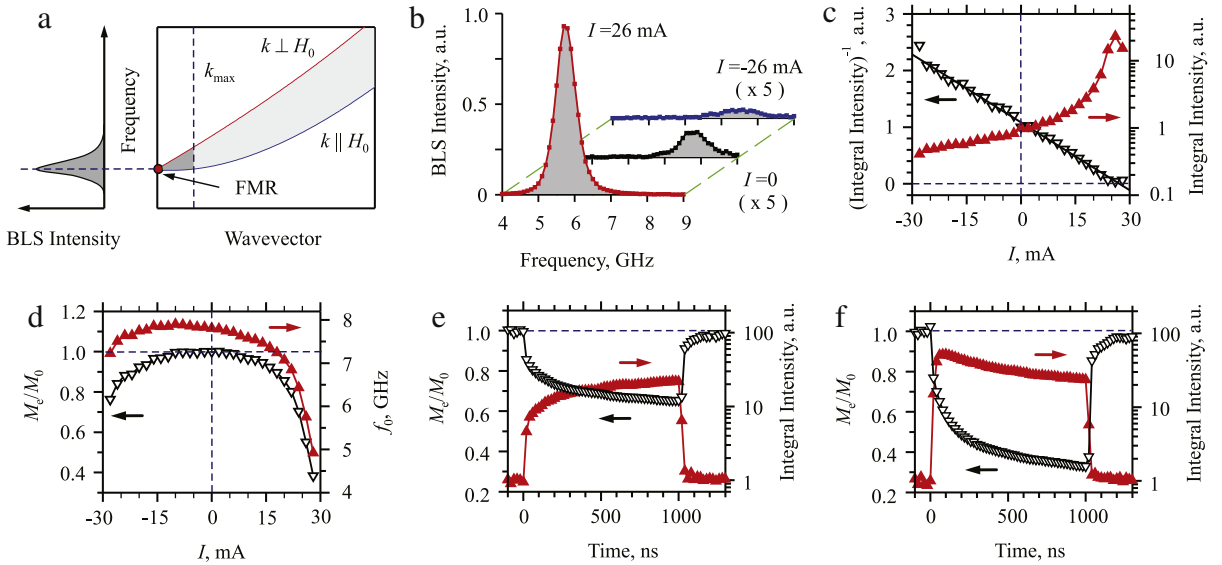 a
Frequency
BLS Intensity
k ⊥ H0
kmax
k || H0
FMR
Wavevector
b
BLS Intensity, a.u.
1.0
0.5
0
I =26 mA
I =-26 mA
( x 5)
I=0
( x 5)
4 5 6 7 8 9
Frequency, GHz
c
(Integral Intensity)-1, a.u.
3
2
1
0
Integral Intensity, a.u.
10
1
0.1
-30 -15 0 15 30
I, mA
d
Me/M0
1.2
1.0
0.8
0.6
0.4
f0, GHz
8
7
6
5
4
-30 -15 0 15 30
I, mA
e
Me/M0
1.0
0.8
0.6
0.4
0.2
Integral Intensity, a.u.
100
10
1
0 500 1000
Time, ns
f
Me/M0
1.0
0.8
0.6
0.4
0.2
Integral Intensity, a.u.
100
10
1
0 500 1000
Time, ns